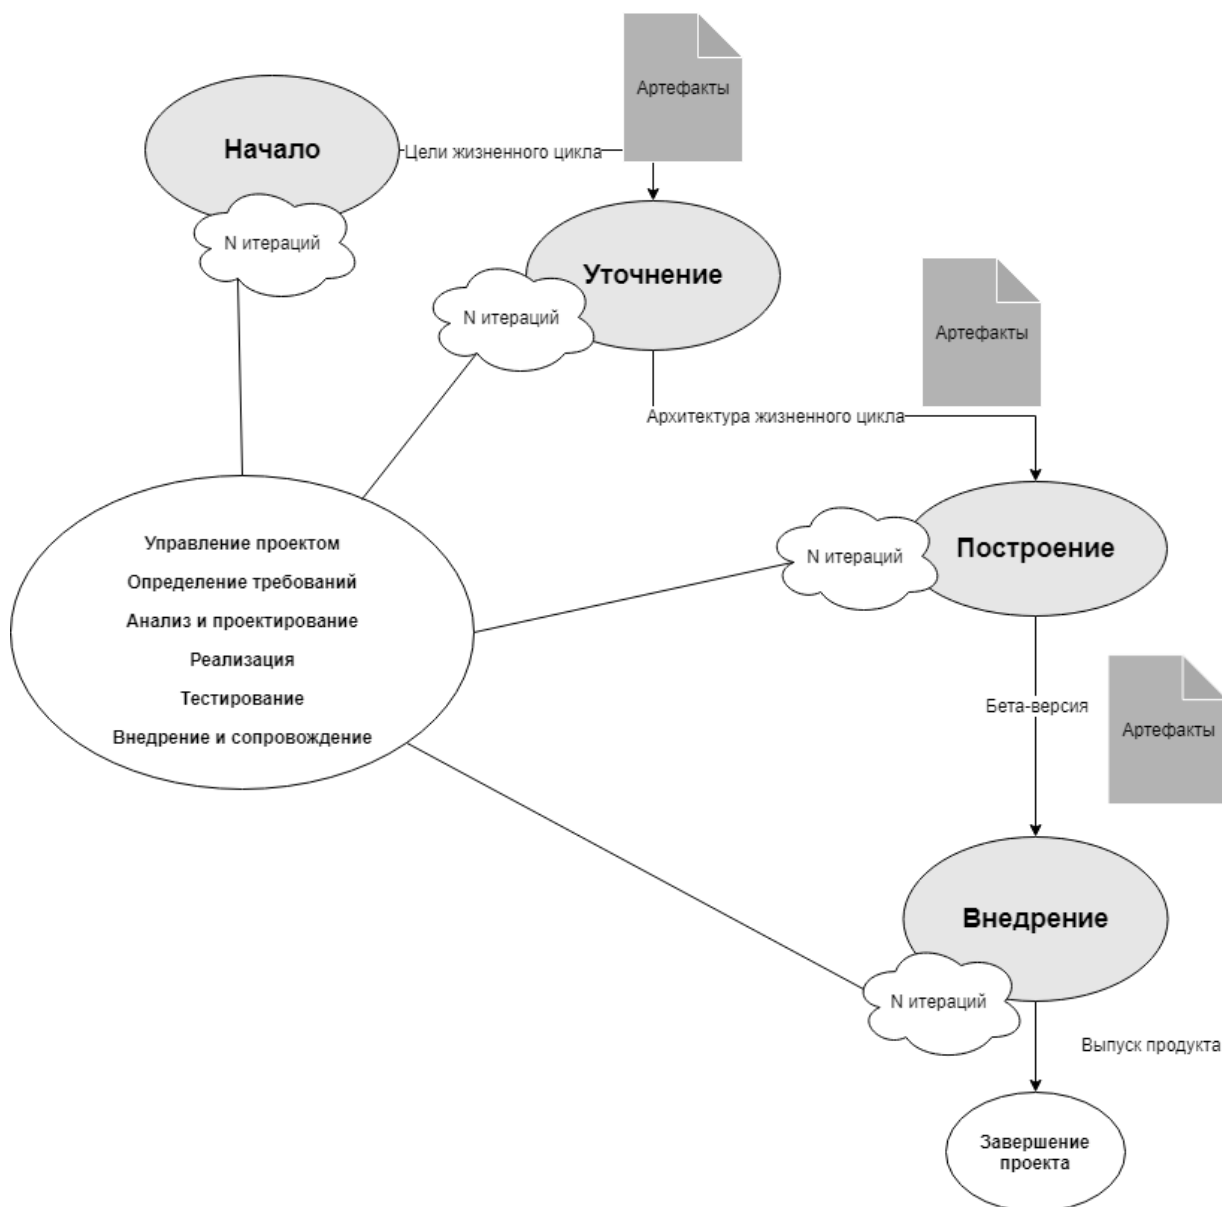 Артефакты
Начало
Цели жизненного цикла
N итераций
Уточнение
N итераций
Артефакты
Архитектура жизненного цикла
Управление проектом
Определение требований
Анализ и проектирование
Реализация
Тестирование
Внедрение и сопровождение
Построение
N итераций
Бета-версия
Артефакты
Внедрение
N итераций
Выпуск продукта
Завершение
проекта